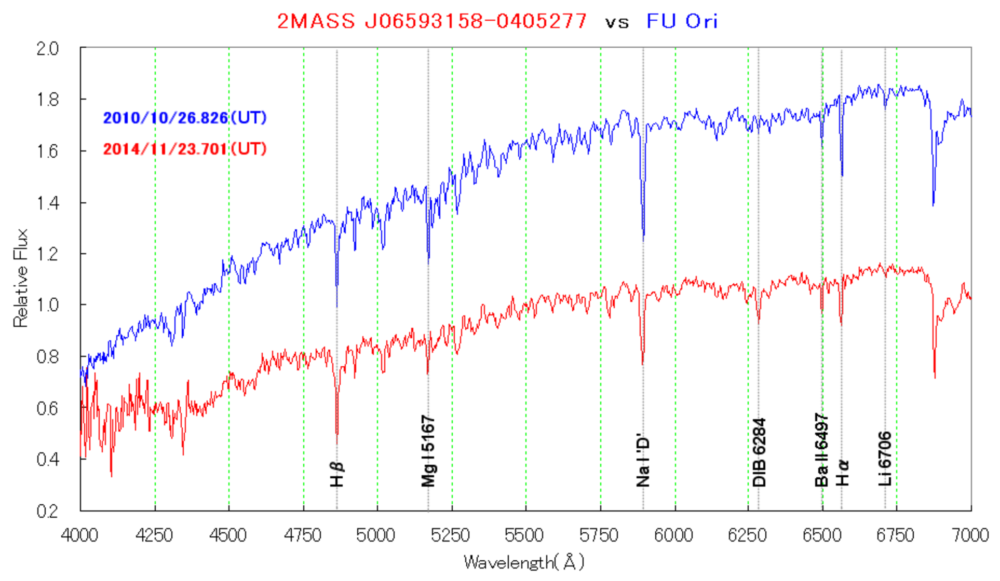 2MASS J06593158-0405277 vs FU Ori
2.0
1.8
1.6
1.4
1.2
1.0
0.8
0.6
0.4
0.2
Relative Flux
2010/10/26.826(UT)
2014/11/23.701(UT)
Hβ
Mg I 5167
Na I 'D'
DIB 6284
Ba II 6497
Hα
Li 6706
4000 4250 4500 4750 5000 5250 5500 5750 6000 6250 6500 6750 7000
Wavelength(Å)